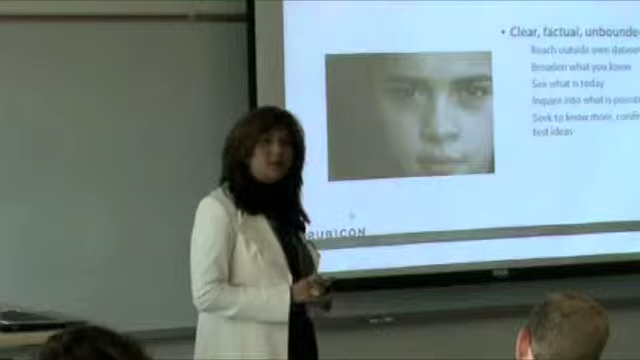 • Clear, factual, unbounde
Reach outside own datase
Broaden what you know
See what is today
Inquire into what is possi
Seek to know more, confir
test ideas
RUBICON